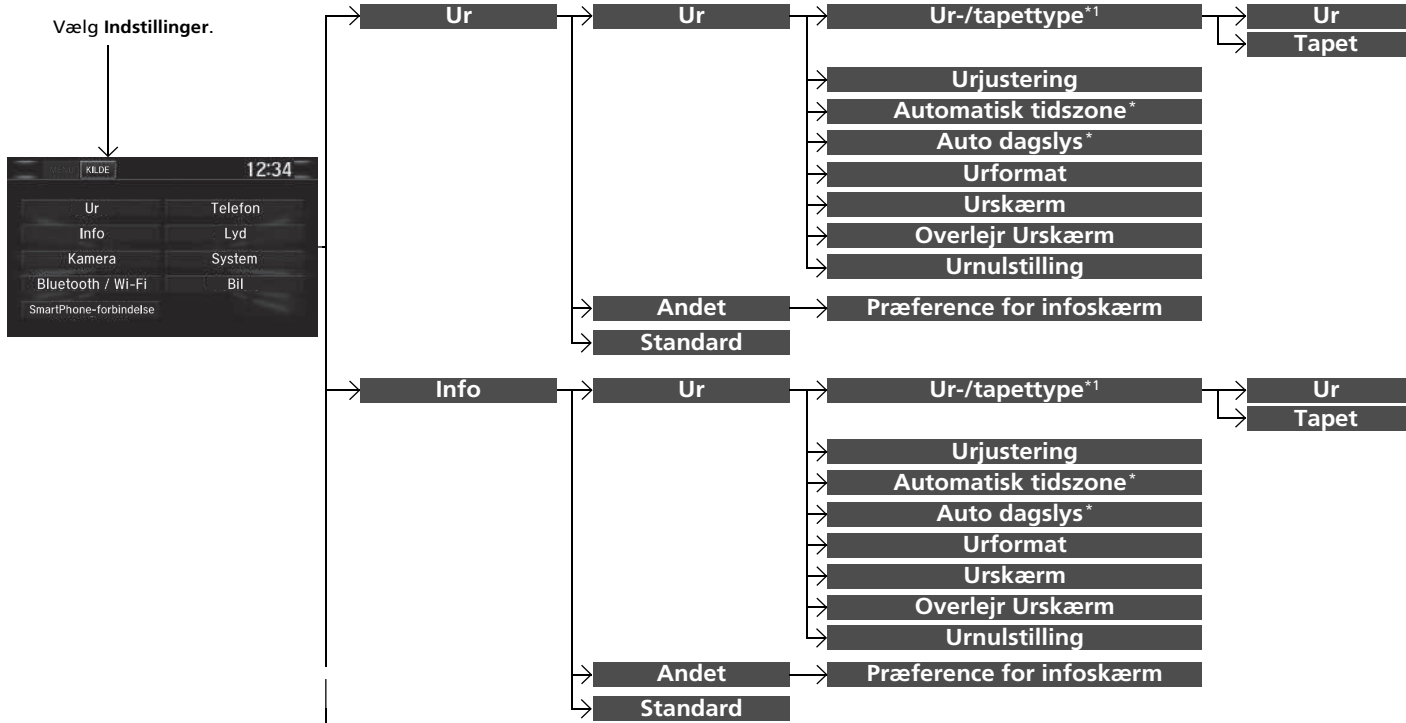 Vælg Indstillinger.
MENU KILDE 12:34
Ur Telefon
Info Lyd
Kamera System
Bluetooth / Wi-Fi Bil
SmartPhone-forbindelse
Ur Ur Ur-/tapettype*1 Ur
Tapet
Urjustering
Automatisk tidszone*
Auto dagslys*
Urformat
Urskærm
Overlejr Urskærm
Urnulstilling
Andet Præference for infoskærm
Standard
Info Ur Ur-/tapettype*1 Ur
Tapet
Urjustering
Automatisk tidszone*
Auto dagslys*
Urformat
Urskærm
Overlejr Urskærm
Urnulstilling
Andet Præference for infoskærm
Standard